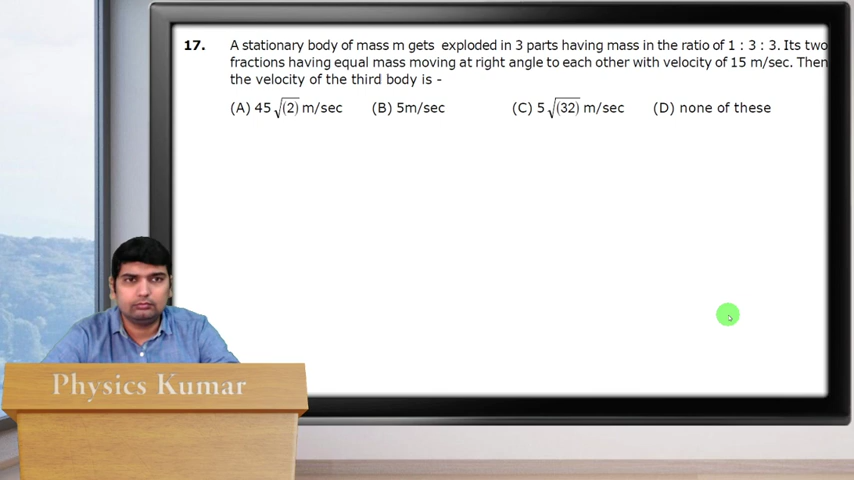 17. A stationary body of mass m gets exploded in 3 parts having mass in the ratio of 1 : 3 : 3. Its two
fractions having equal mass moving at right angle to each other with velocity of 15 m/sec. Then
the velocity of the third body is -
(A) 45 √(2) m/sec (B) 5m/sec (C) 5 √(32) m/sec (D) none of these
Physics Kumar